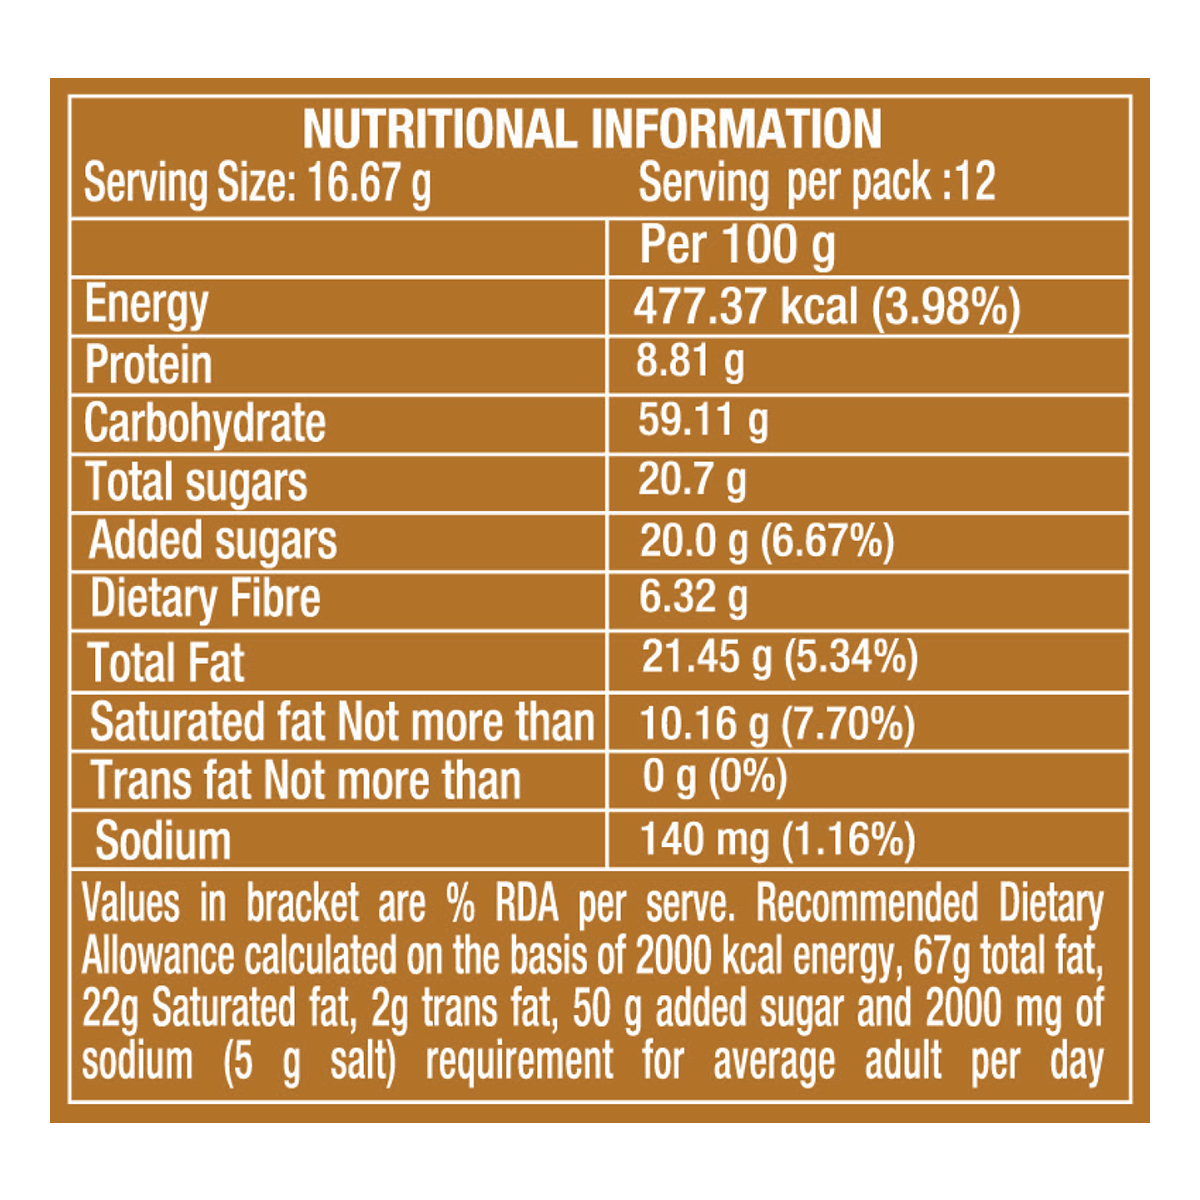 NUTRITIONAL INFORMATION
Serving Size: 16.67 g Serving per pack :12
Per 100 g
Energy 477.37 kcal (3.98%)
Protein 8.81 g
Carbohydrate 59.11 g
Total sugars 20.7 g
Added sugars 20.0 g (6.67%)
Dietary Fibre 6.32 g
Total Fat 21.45 g (5.34%)
Saturated fat Not more than 10.16 g (7.70%)
Trans fat Not more than 0 g (0%)
Sodium 140 mg (1.16%)
Values in bracket are % RDA per serve. Recommended Dietary
Allowance calculated on the basis of 2000 kcal energy, 67g total fat,
22g Saturated fat, 2g trans fat, 50 g added sugar and 2000 mg of
sodium (5 g salt) requirement for average adult per day